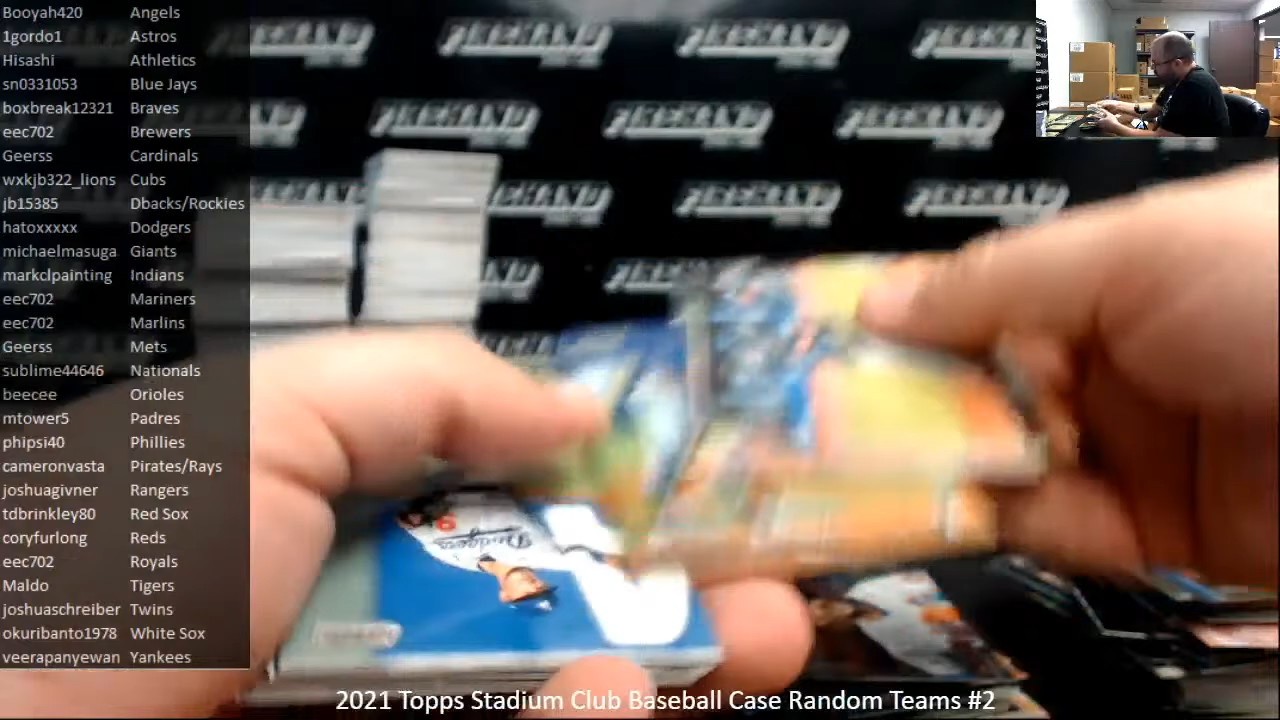 Booyah420 Angels
1gordo1 Astros
Hisashi Athletics
sn0331053 Blue Jays
boxbreak12321 Braves
eec702 Brewers
Geerss Cardinals
wxkjb322_lions Cubs
jb15385 Dbacks/Rockies
hatoxxxxx Dodgers
michaelmasuga Giants
markclpainting Indians
eec702 Mariners
eec702 Marlins
Geerss Mets
sublime44646 Nationals
beecee Orioles
mtower5 Padres
phipsi40 Phillies
cameronvasta Pirates/Rays
joshuagivner Rangers
tdbrinkley80 Red Sox
coryfurlong Reds
eec702 Royals
Maldo Tigers
joshuaschreiber Twins
okuribanto1978 White Sox
veerapanyewan Yankees
Dodgers
2021 Topps Stadium Club Baseball Case Random Teams #2